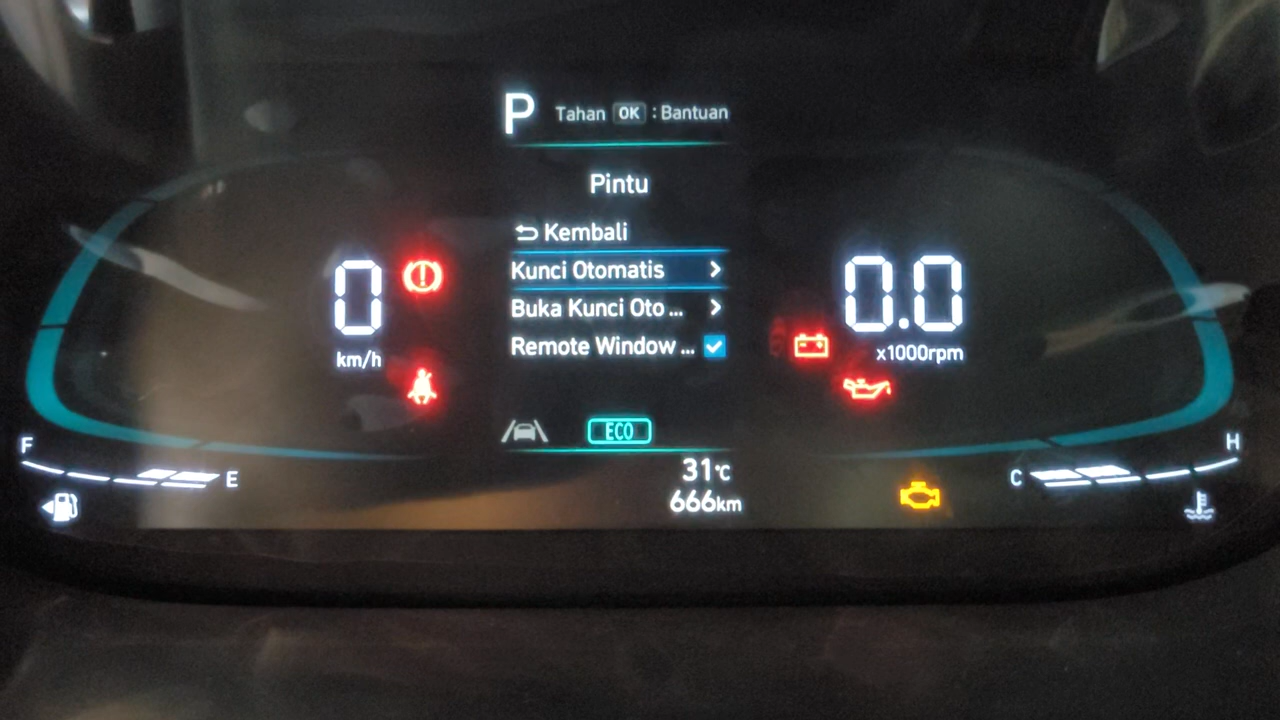 P Tahan OK : Bantuan
Pintu
Kembali
Kunci Otomatis
Buka Kunci Oto ...
Remote Window ...
0
km/h
0.0
x1000rpm
ECO
F
E
31°C
666km
C
H